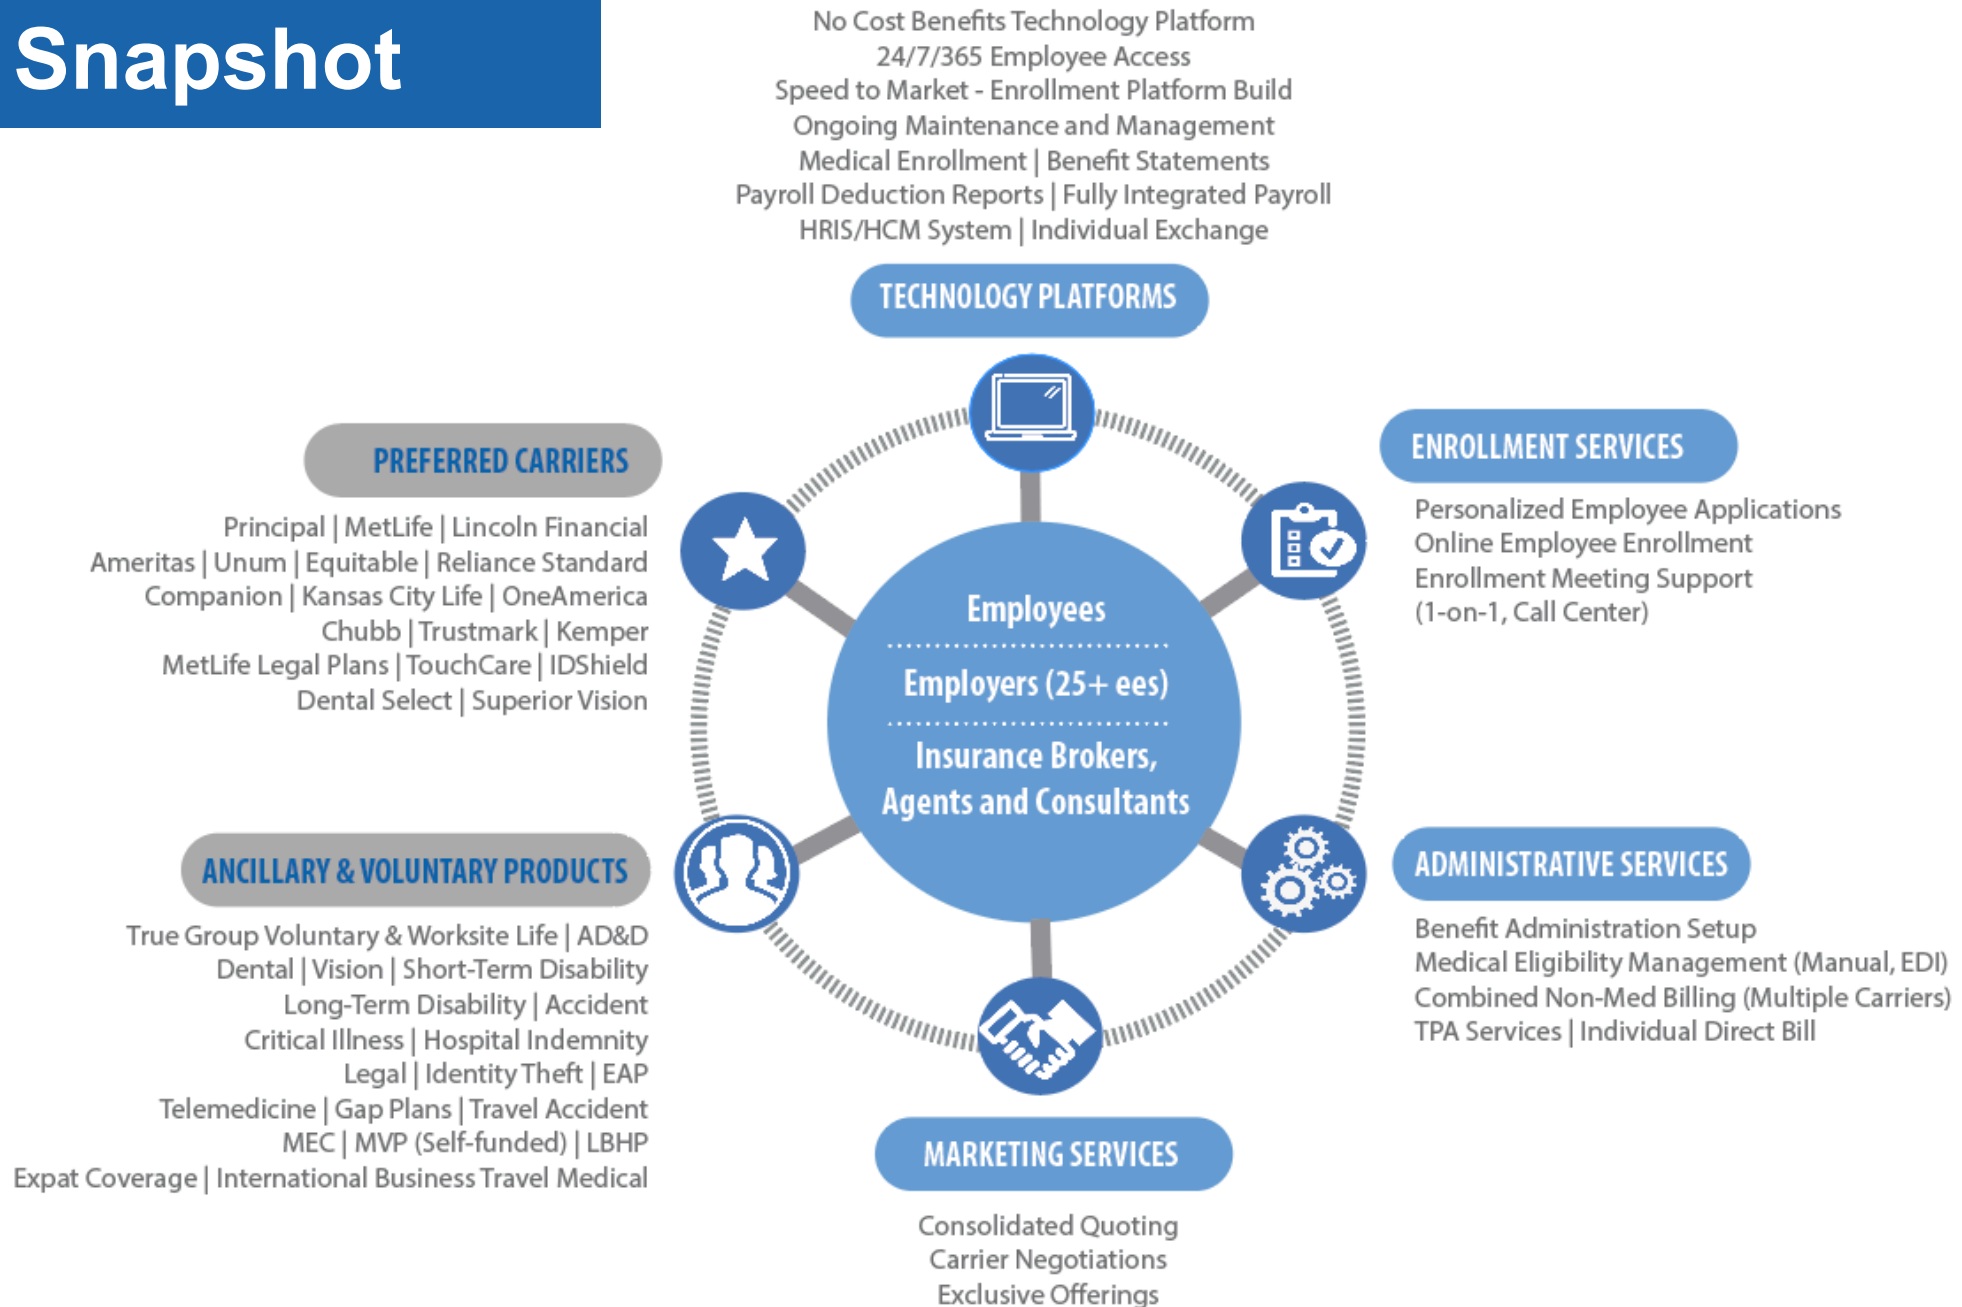 Snapshot
No Cost Benefits Technology Platform
24/7/365 Employee Access
Speed to Market - Enrollment Platform Build
Ongoing Maintenance and Management
Medical Enrollment | Benefit Statements
Payroll Deduction Reports | Fully Integrated Payroll
HRIS/HCM System | Individual Exchange
TECHNOLOGY PLATFORMS
PREFERRED CARRIERS
Principal | MetLife | Lincoln Financial
Ameritas | Unum | Equitable | Reliance Standard
Companion | Kansas City Life | OneAmerica
Chubb | Trustmark | Kemper
MetLife Legal Plans | TouchCare | IDShield
Dental Select | Superior Vision
ENROLLMENT SERVICES
Personalized Employee Applications
Online Employee Enrollment
Enrollment Meeting Support
(1-on-1, Call Center)
Employees
Employers (25+ ees)
Insurance Brokers,
Agents and Consultants
ANCILLARY & VOLUNTARY PRODUCTS
True Group Voluntary & Worksite Life | AD&D
Dental | Vision | Short-Term Disability
Long-Term Disability | Accident
Critical Illness | Hospital Indemnity
Legal | Identity Theft | EAP
Telemedicine | Gap Plans | Travel Accident
MEC | MVP (Self-funded) | LBHP
Expat Coverage | International Business Travel Medical
ADMINISTRATIVE SERVICES
Benefit Administration Setup
Medical Eligibility Management (Manual, EDI)
Combined Non-Med Billing (Multiple Carriers)
TPA Services | Individual Direct Bill
MARKETING SERVICES
Consolidated Quoting
Carrier Negotiations
Exclusive Offerings